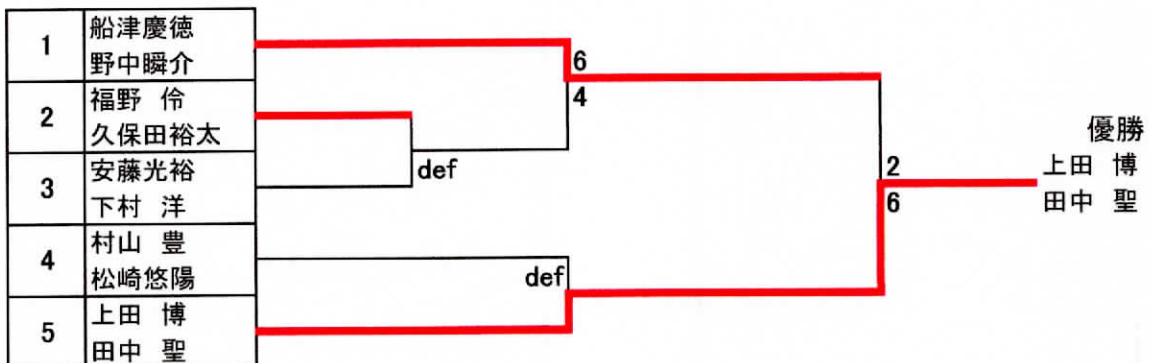 1
船津慶徳
野中瞬介
2
福野 伶
久保田裕太
3
安藤光裕
下村 洋
4
村山 豊
松崎悠陽
5
上田 博
田中 聖
6
4
def
def
2
6
優勝
上田 博
田中 聖